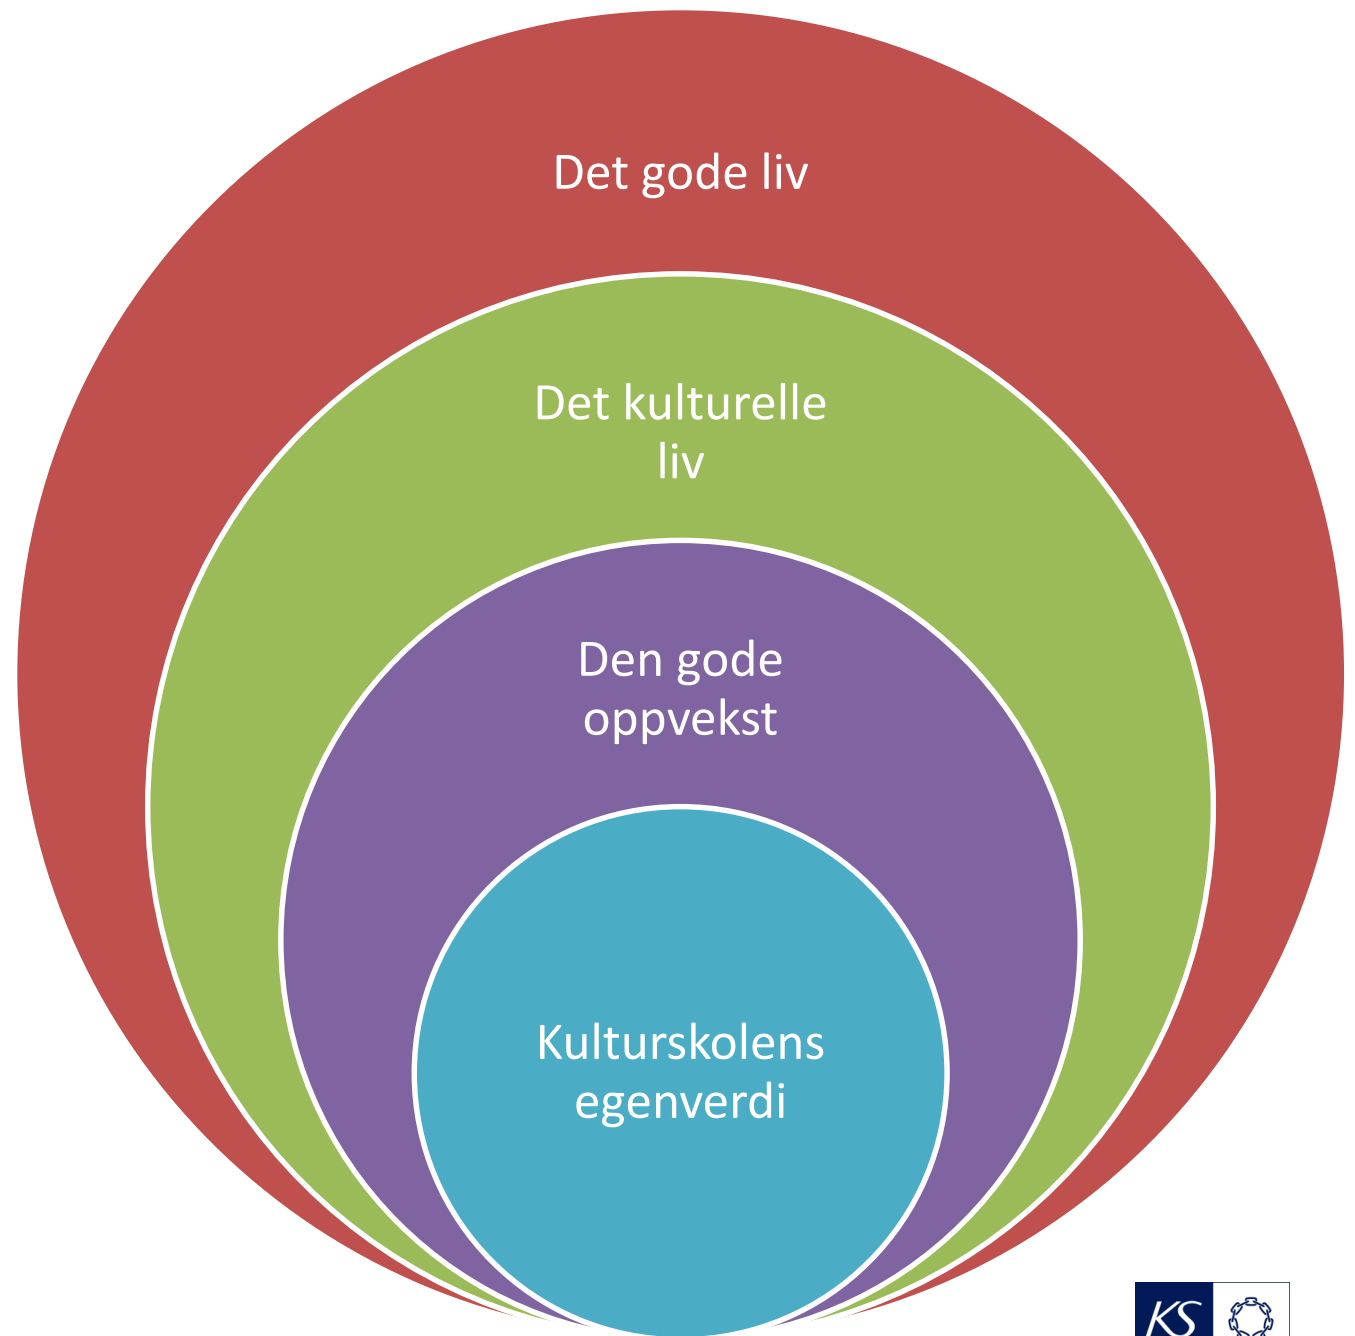 Det gode liv
Det kulturelle
liv
Den gode
oppvekst
Kulturskolens
egenverdi
KS